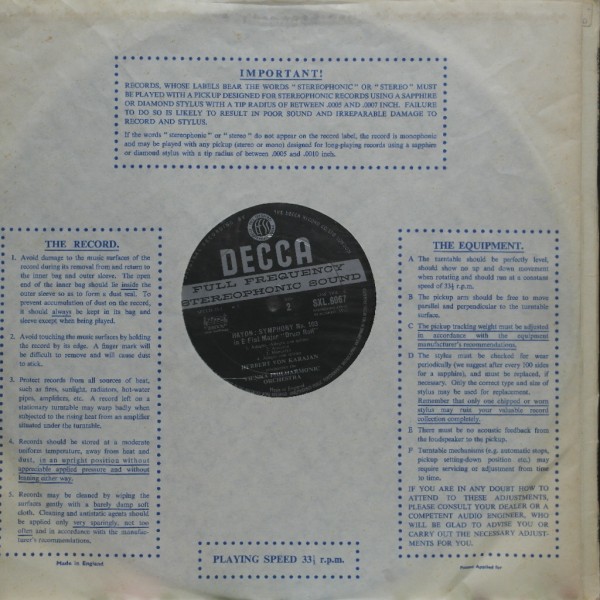 IMPORTANT!
RECORDS, WHOSE LABELS BEAR THE WORDS "STEREOPHONIC" OR "STEREO" MUST
BE PLAYED WITH A PICKUP DESIGNED FOR STEREOPHONIC RECORDS USING A SAPPHIRE
OR DIAMOND STYLUS WITH A TIP RADIUS OF BETWEEN .0005 AND .0007 INCH. FAILURE
TO DO SO IS LIKELY TO RESULT IN POOR SOUND AND IRREPARABLE DAMAGE TO
RECORD AND STYLUS.
If the words "stereophonic" or "stereo" do not appear on the record label, the record is monophonic
and may be played with any pickup (stereo or mono) designed for long-playing records using a sapphire
or diamond stylus with a tip radius of between .0005 and .0010 inch.
THE RECORD.
1. Avoid damage to the music surfaces of the
record during its removal from and return to
the inner bag and outer sleeve. The open
end of the inner bag should be inside the
outer sleeve so as to form a dust seal. To
prevent accumulation of dust on the record,
it should always be kept in its bag and
sleeve except when being played.
2. Avoid touching the music surfaces by holding
the record by its edge. A finger mark will
be difficult to remove and will cause dust
to stick.
3. Protect records from all sources of heat,
such as fires, sunlight, radiators, hot-water
pipes, amplifiers, etc. A record left on a
stationary turntable may warp badly when
subjected to the rising heat from an amplifier
situated under the turntable.
4. Records should be stored at a moderate
uniform temperature, away from heat and
dust, in an upright position without
appreciable applied pressure and without
leaning either way.
5. Records may be cleaned by wiping the
surfaces gently with a barely damp soft
cloth. Cleaning and antistatic agents should
be applied only very sparingly, not too
often and in accordance with the manufac-
turer's recommendations.
Made in England
FFSS
DECCA
FULL FREQUENCY
STEREOPHONIC SOUND
2
SXL.6067
SYMPHONY No. 103
in E Flat Major "Drum Roll"
HERBERT VON KARAJAN
PHILHARMONIC
ORCHESTRA
THE EQUIPMENT.
A The turntable should be perfectly level,
should show no up and down movement
when rotating and should run at a constant
speed of 33⅓ r.p.m.
B The pickup arm should be free to move
parallel and perpendicular to the turntable
surface.
C The pickup tracking weight must be adjusted
in accordance with the equipment
manufacturer's recommendations.
D The stylus must be checked for wear
periodically (we suggest after every 100 sides
for a sapphire), and must be replaced, if
necessary. Only the correct type and size of
stylus may be used for replacement.
Remember that only one chipped or worn
stylus may ruin your valuable record
collection completely.
E There must be no acoustic feedback from
the loudspeaker to the pickup.
F Turntable mechanisms (e.g. automatic stops,
pickup setting-down position etc.) may
require servicing or adjustment from time
to time.
IF YOU ARE IN ANY DOUBT HOW TO
ATTEND TO THESE ADJUSTMENTS,
PLEASE CONSULT YOUR DEALER OR A
COMPETENT AUDIO ENGINEER, WHO
WILL BE GLAD TO ADVISE YOU OR
CARRY OUT THE NECESSARY ADJUST-
MENTS FOR YOU.
Patent Applied for
PLAYING SPEED 33⅓ r.p.m.